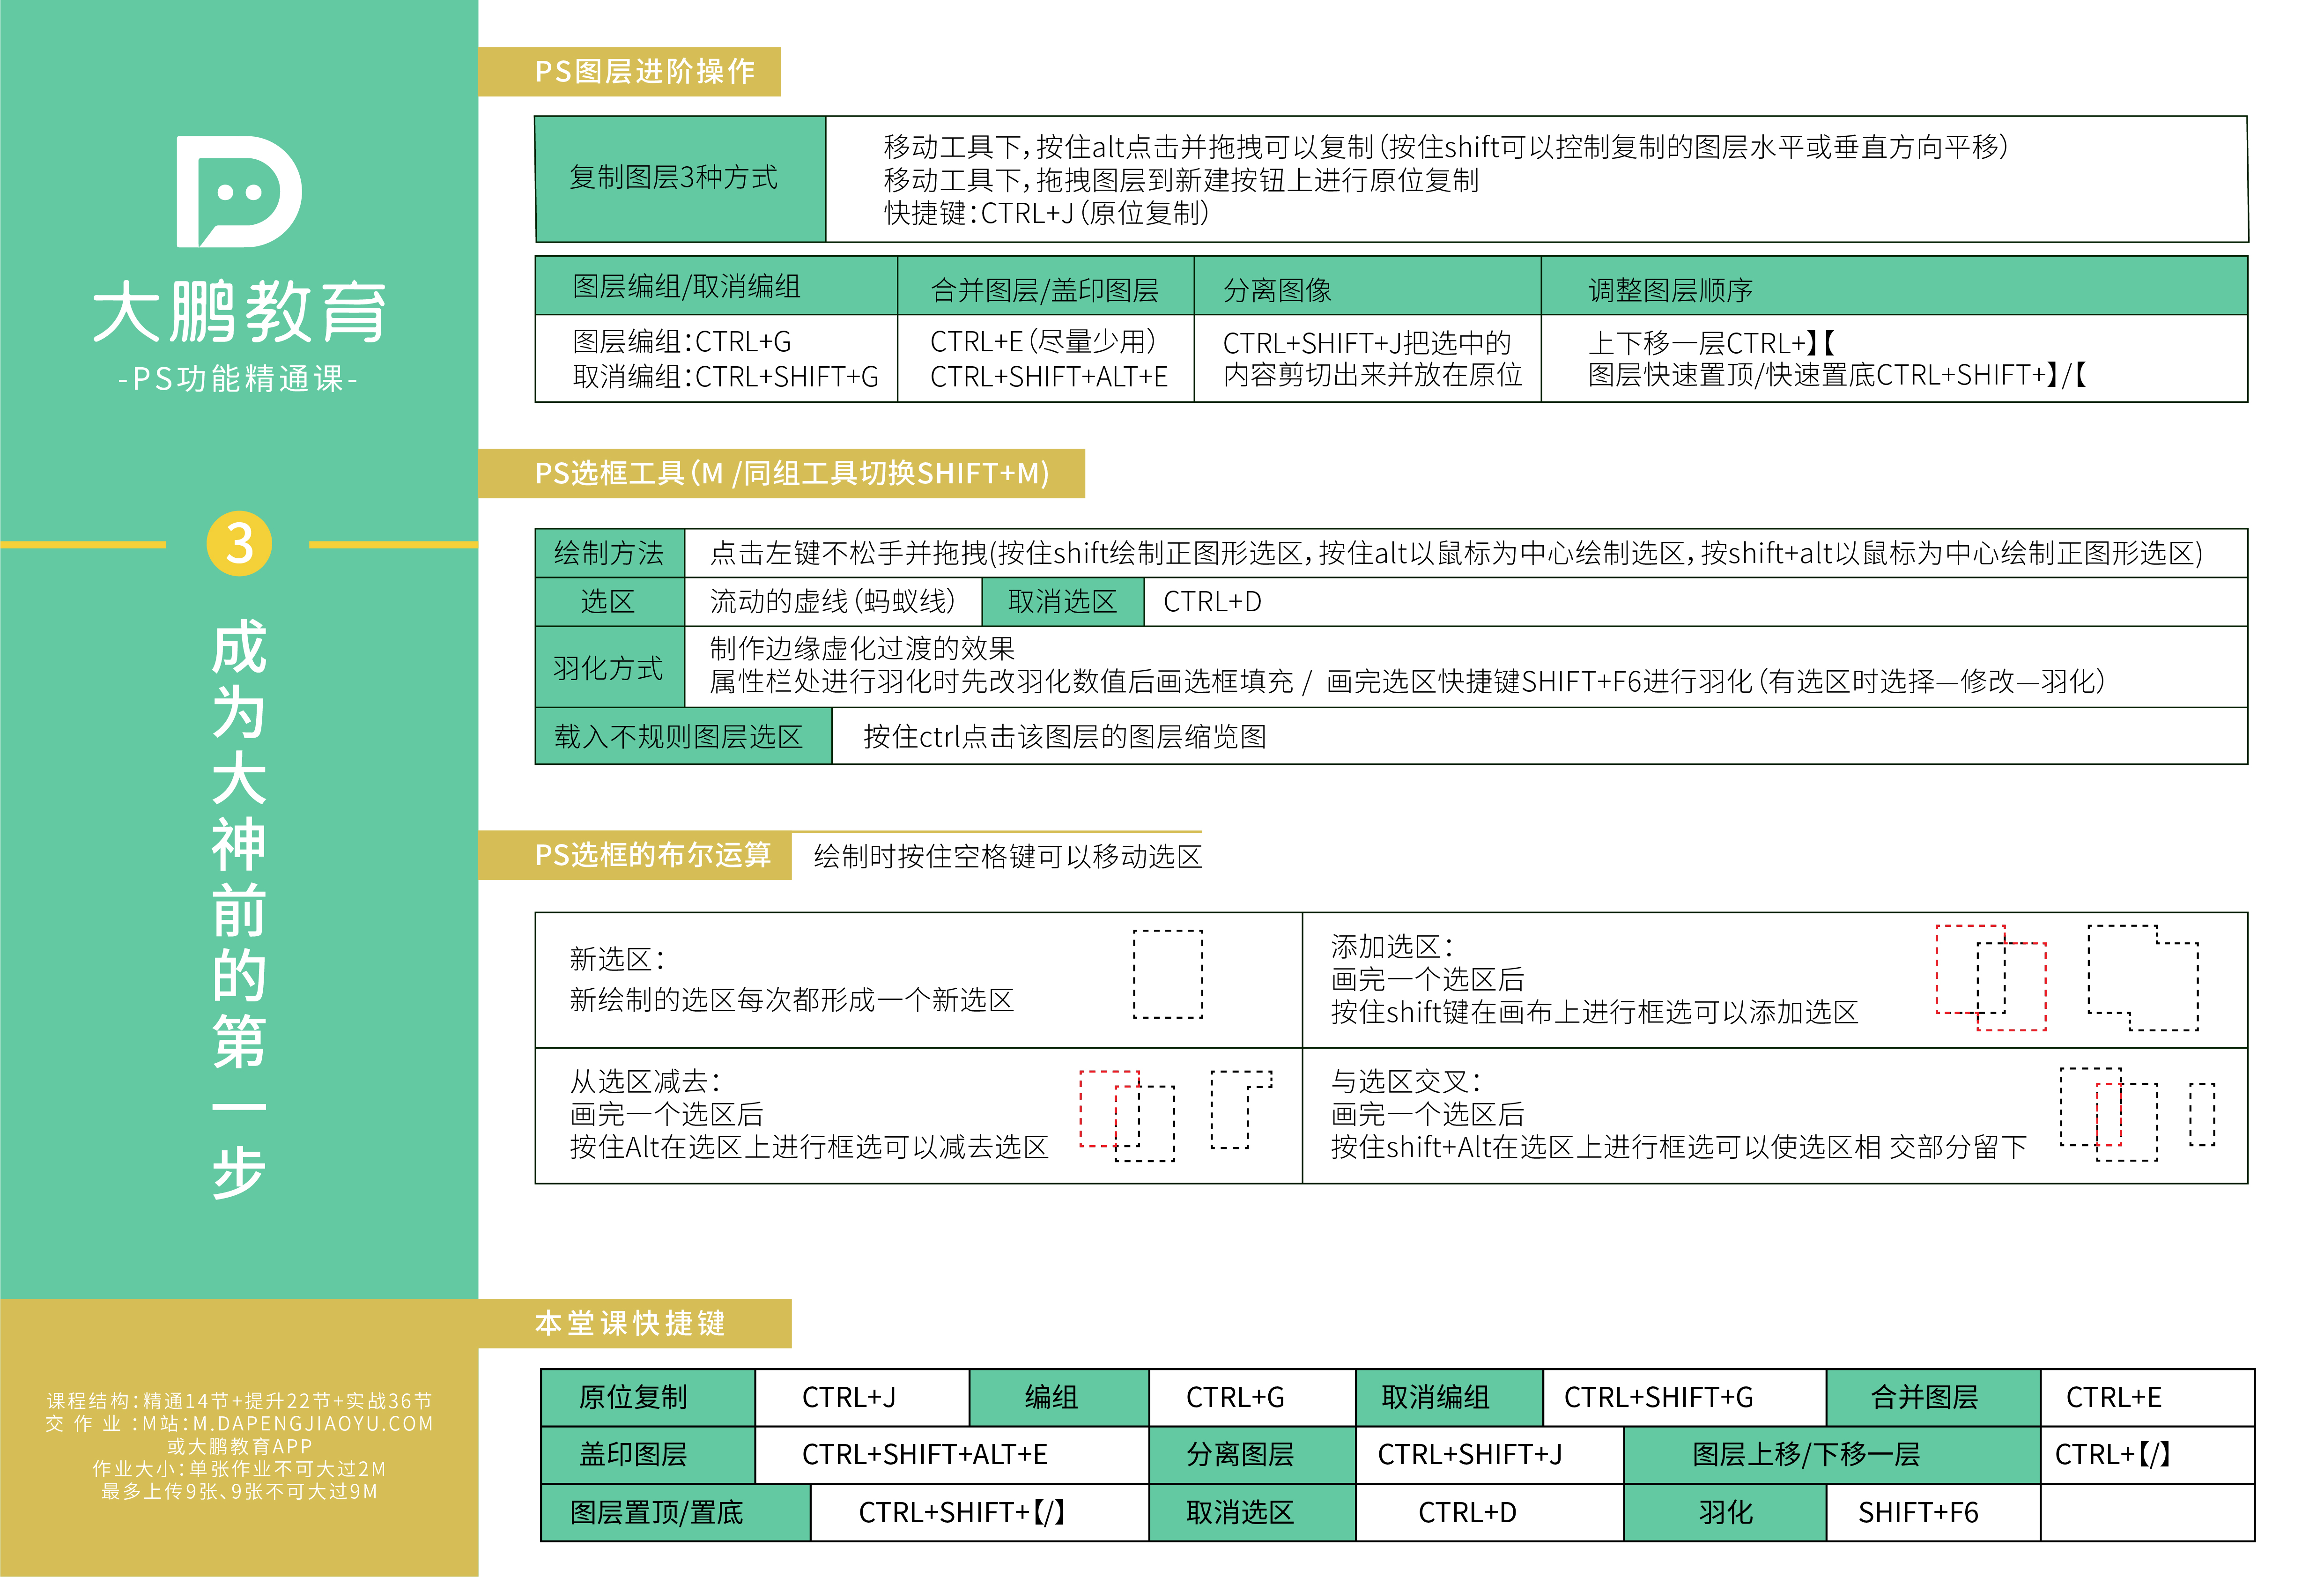 大鹏教育
-PS功能精通课-
3
成为大神前的第一步
课程结构：精通14节+提升22节+实战36节
交 作 业 ：M站：M.DAPENGJIAOYU.COM
或大鹏教育APP
作业大小：单张作业不可大过2M
最多上传9张、9张不可大过9M
PS图层进阶操作
复制图层3种方式
移动工具下，按住alt点击并拖拽可以复制（按住shift可以控制复制的图层水平或垂直方向平移）
移动工具下，拖拽图层到新建按钮上进行原位复制
快捷键：CTRL+J（原位复制）
图层编组/取消编组
合并图层/盖印图层
分离图像
调整图层顺序
图层编组：CTRL+G
取消编组：CTRL+SHIFT+G
CTRL+E（尽量少用）
CTRL+SHIFT+ALT+E
CTRL+SHIFT+J把选中的
内容剪切出来并放在原位
上下移一层CTRL+】【
图层快速置顶/快速置底CTRL+SHIFT+】/【
PS选框工具（M /同组工具切换SHIFT+M)
绘制方法
点击左键不松手并拖拽(按住shift绘制正图形选区，按住alt以鼠标为中心绘制选区，按shift+alt以鼠标为中心绘制正图形选区)
选区
流动的虚线（蚂蚁线）
取消选区
CTRL+D
羽化方式
制作边缘虚化过渡的效果
属性栏处进行羽化时先改羽化数值后画选框填充 / 画完选区快捷键SHIFT+F6进行羽化（有选区时选择—修改—羽化）
载入不规则图层选区
按住ctrl点击该图层的图层缩览图
PS选框的布尔运算
绘制时按住空格键可以移动选区
新选区：
新绘制的选区每次都形成一个新选区
添加选区：
画完一个选区后
按住shift键在画布上进行框选可以添加选区
从选区减去：
画完一个选区后
按住Alt在选区上进行框选可以减去选区
与选区交叉：
画完一个选区后
按住shift+Alt在选区上进行框选可以使选区相 交部分留下
本堂课快捷键
原位复制
CTRL+J
编组
CTRL+G
取消编组
CTRL+SHIFT+G
合并图层
CTRL+E
盖印图层
CTRL+SHIFT+ALT+E
分离图层
CTRL+SHIFT+J
图层上移/下移一层
CTRL+【/】
图层置顶/置底
CTRL+SHIFT+【/】
取消选区
CTRL+D
羽化
SHIFT+F6